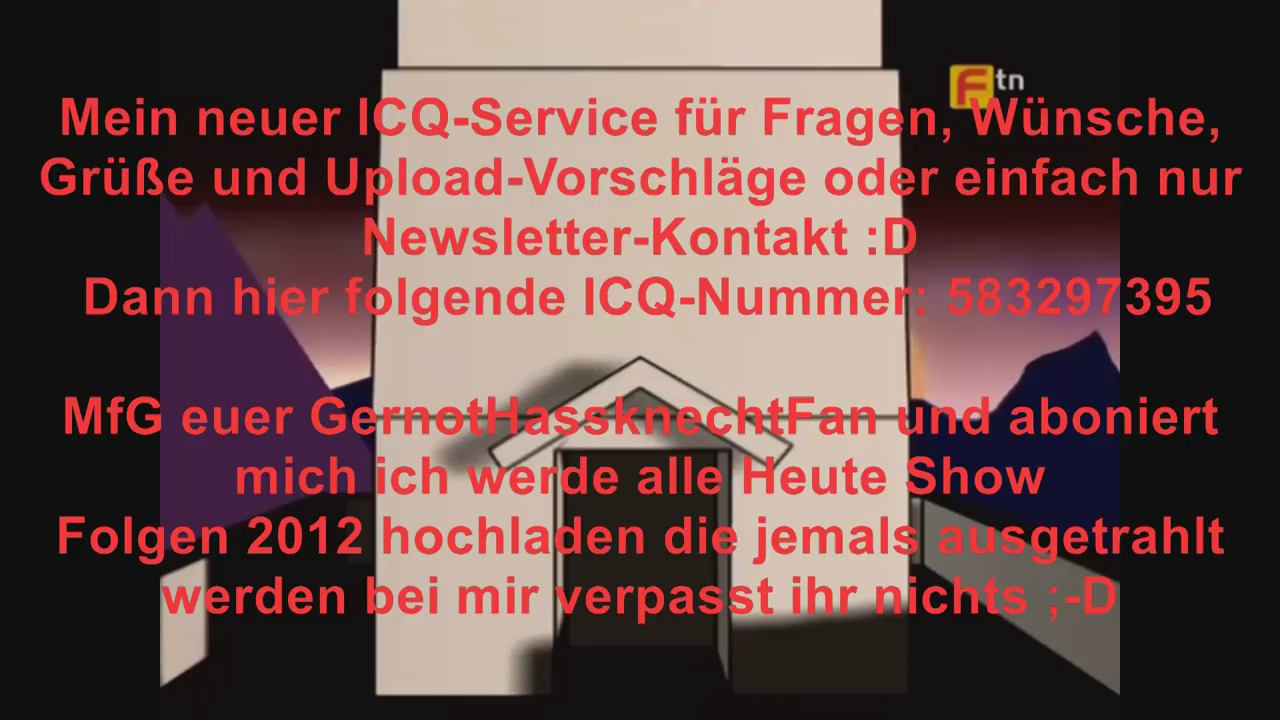 Ftn
Mein neuer ICQ-Service für Fragen, Wünsche,
Grüße und Upload-Vorschläge oder einfach nur
Newsletter-Kontakt :D
Dann hier folgende ICQ-Nummer: 583297395
MfG euer GernotHassknechtFan und aboniert
mich ich werde alle Heute Show
Folgen 2012 hochladen die jemals ausgetrahlt
werden bei mir verpasst ihr nichts ;-D